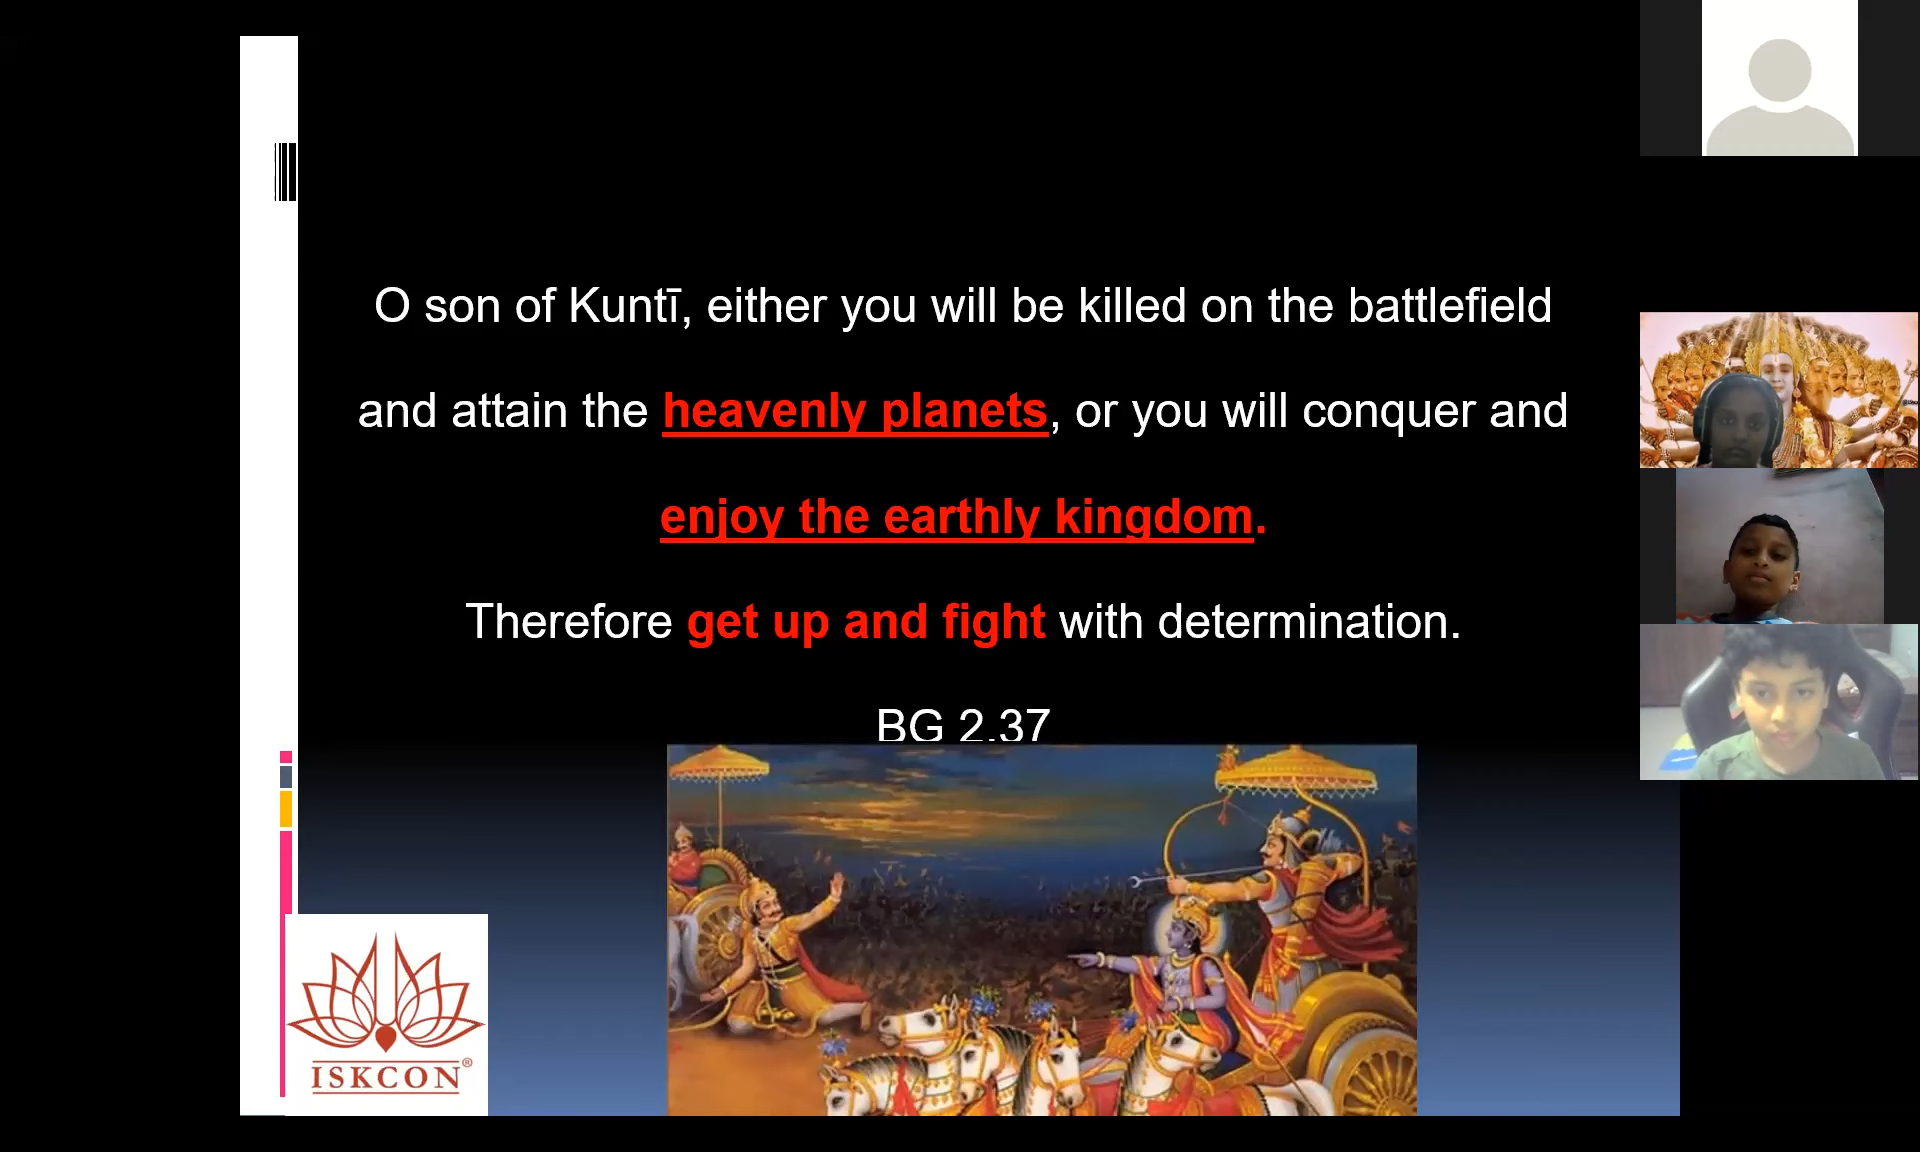 O son of Kuntī, either you will be killed on the battlefield
and attain the heavenly planets, or you will conquer and
enjoy the earthly kingdom.
Therefore get up and fight with determination.
BG 2.37
ISKCON®